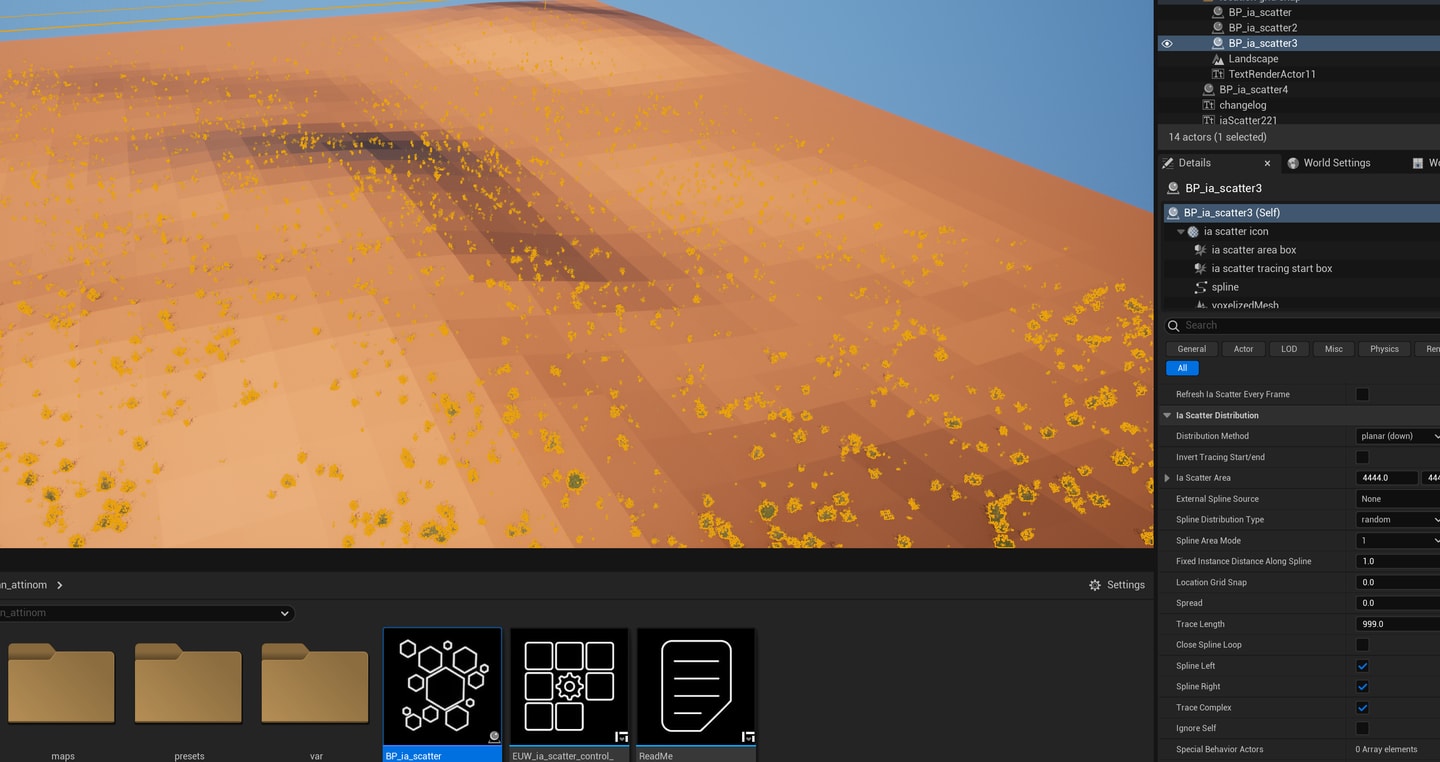 BP_ia_scatter
BP_ia_scatter2
BP_ia_scatter3
Landscape
TextRenderActor11
BP_ia_scatter4
changelog
iaScatter221
14 actors (1 selected)
Details
World Settings
BP_ia_scatter3
BP_ia_scatter3 (Self)
ia scatter icon
ia scatter area box
ia scatter tracing start box
spline
voxelizedMesh
Search
General Actor LOD Misc Physics Ren
All
Refresh Ia Scatter Every Frame
Ia Scatter Distribution
Distribution Method planar (down)
Invert Tracing Start/end
Ia Scatter Area 4444.0 444
External Spline Source None
Spline Distribution Type random
Spline Area Mode 1
Fixed Instance Distance Along Spline 1.0
Location Grid Snap 0.0
Spread 0.0
Trace Length 999.0
Close Spline Loop
Spline Left
Spline Right
Trace Complex
Ignore Self
Special Behavior Actors 0 Array elements
n_attinom
Settings
n_attinom
maps
presets
var
BP_ia_scatter
EUW_ia_scatter_control_
ReadMe